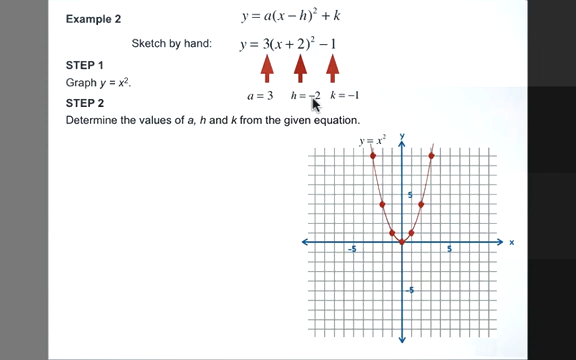 Example 2
y = a(x − h)² + k
Sketch by hand: y = 3(x + 2)² − 1
STEP 1
Graph y = x².
a = 3 h = −2 k = −1
STEP 2
Determine the values of a, h and k from the given equation.
y = x²
y
5
-5
5
x
-5